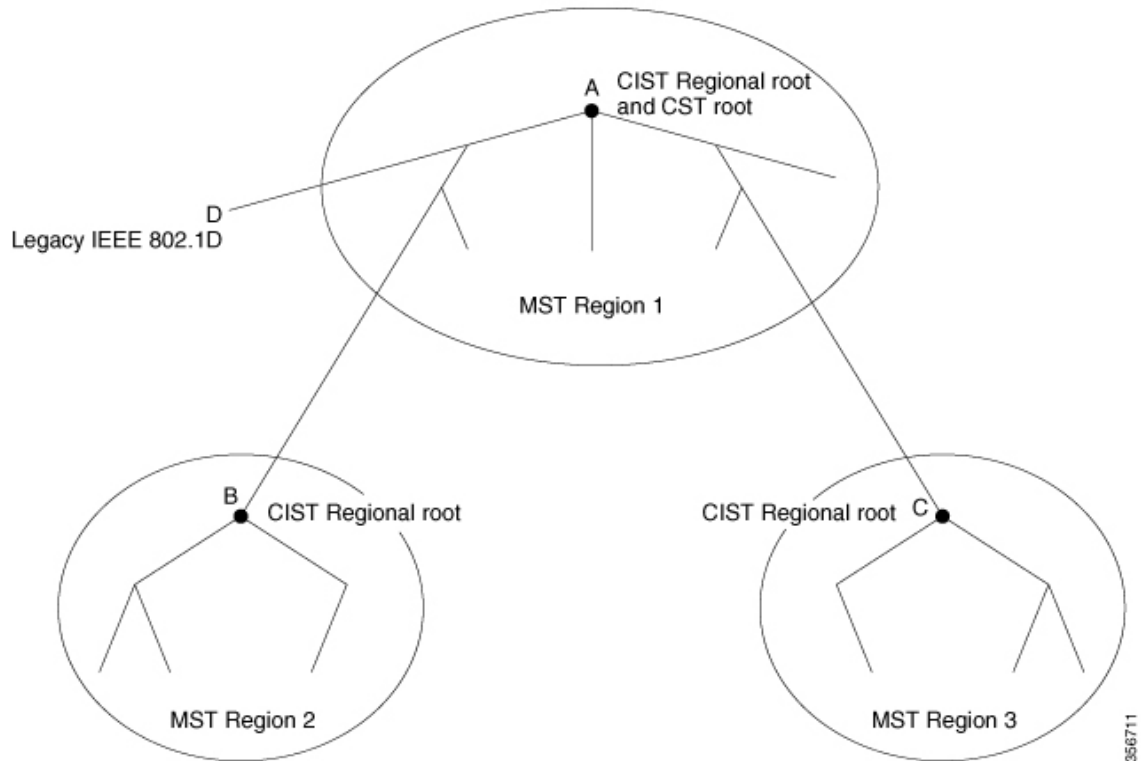 A
CIST Regional root
and CST root
D
Legacy IEEE 802.1D
MST Region 1
B
CIST Regional root
CIST Regional root
C
MST Region 2
MST Region 3
356711